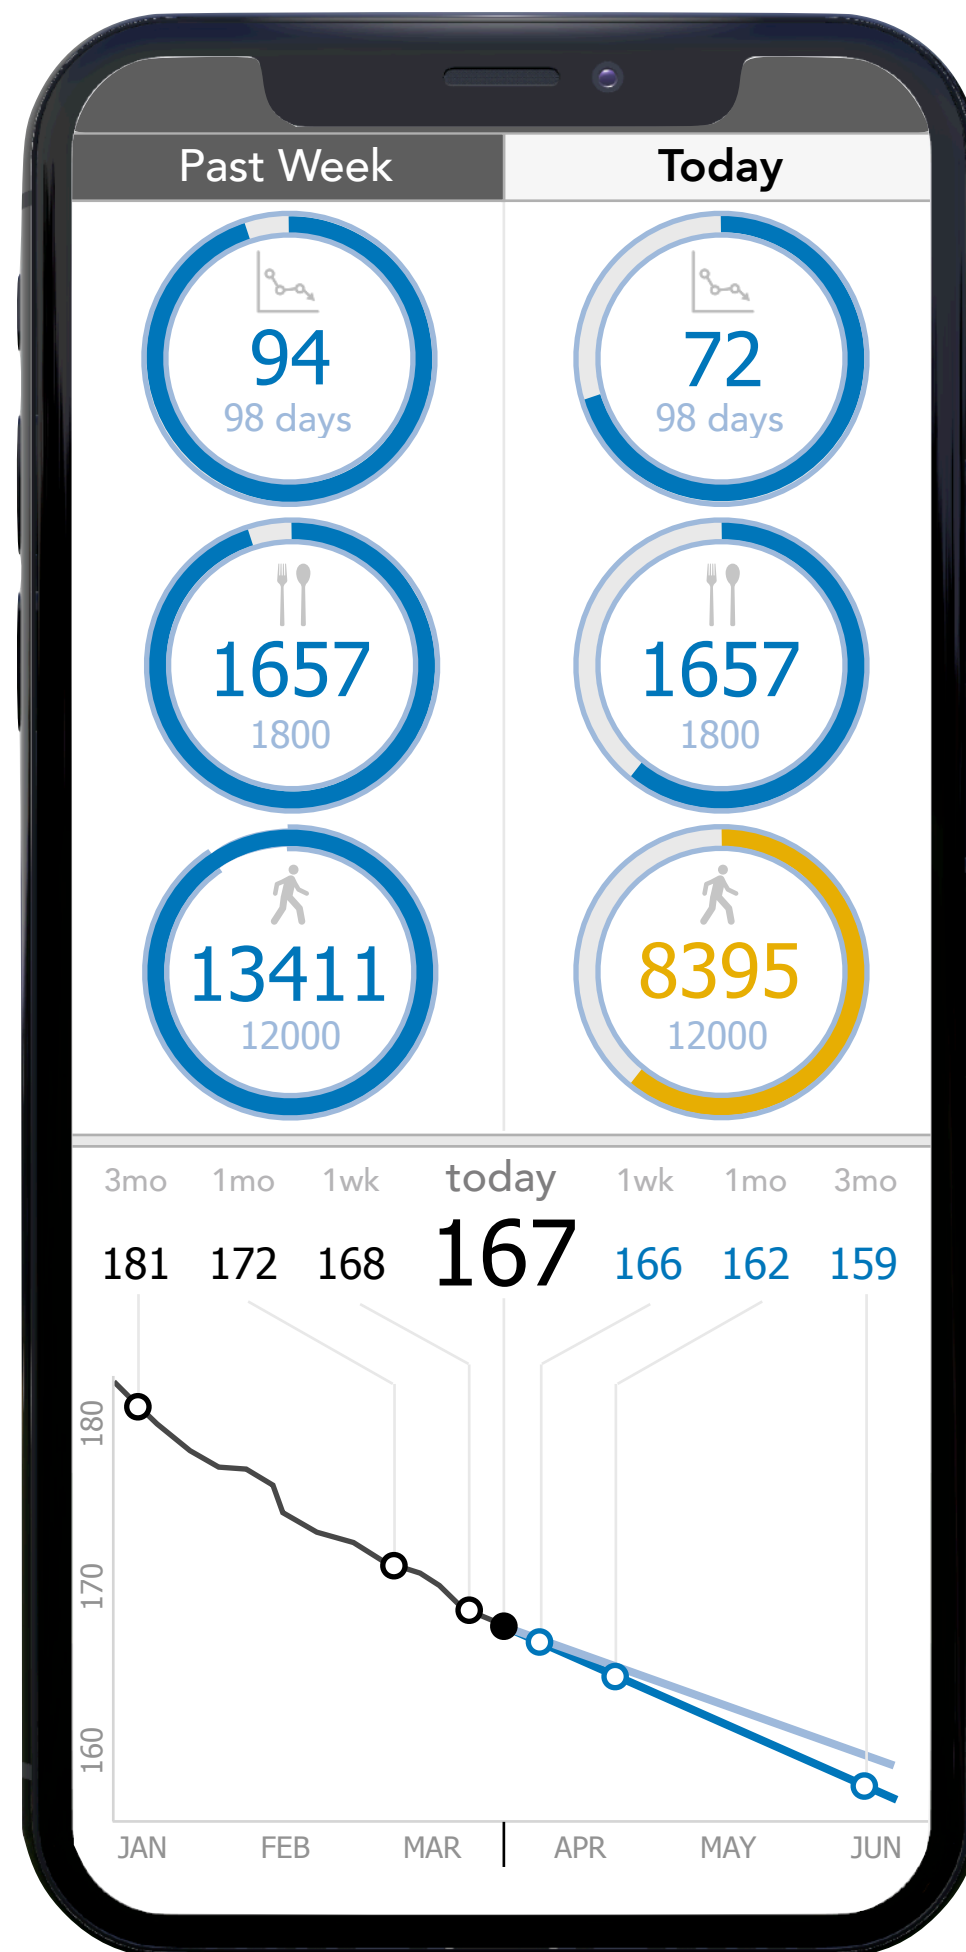 Past Week Today
94 72
98 days 98 days
1657 1657
1800 1800
13411 8395
12000 12000
3mo 1mo 1wk today 1wk 1mo 3mo
181 172 168 167 166 162 159
180
170
160
JAN FEB MAR APR MAY JUN